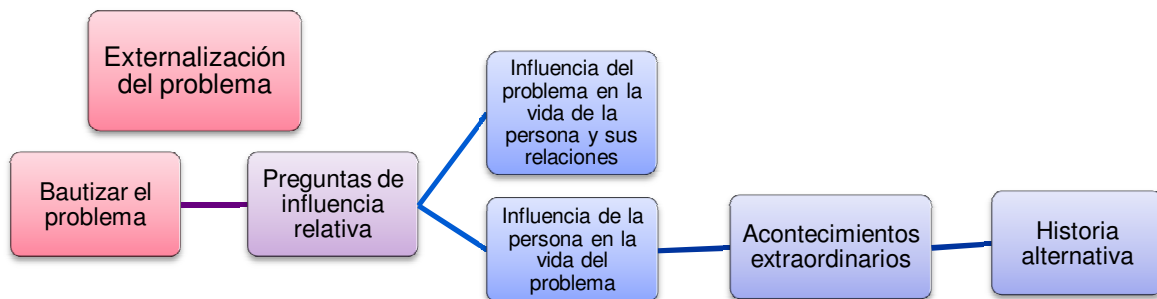 Externalización
del problema
Bautizar el
problema
Preguntas de
influencia
relativa
Influencia del
problema en la
vida de la
persona y sus
relaciones
Influencia de la
persona en la
vida del
problema
Acontecimientos
extraordinarios
Historia
alternativa